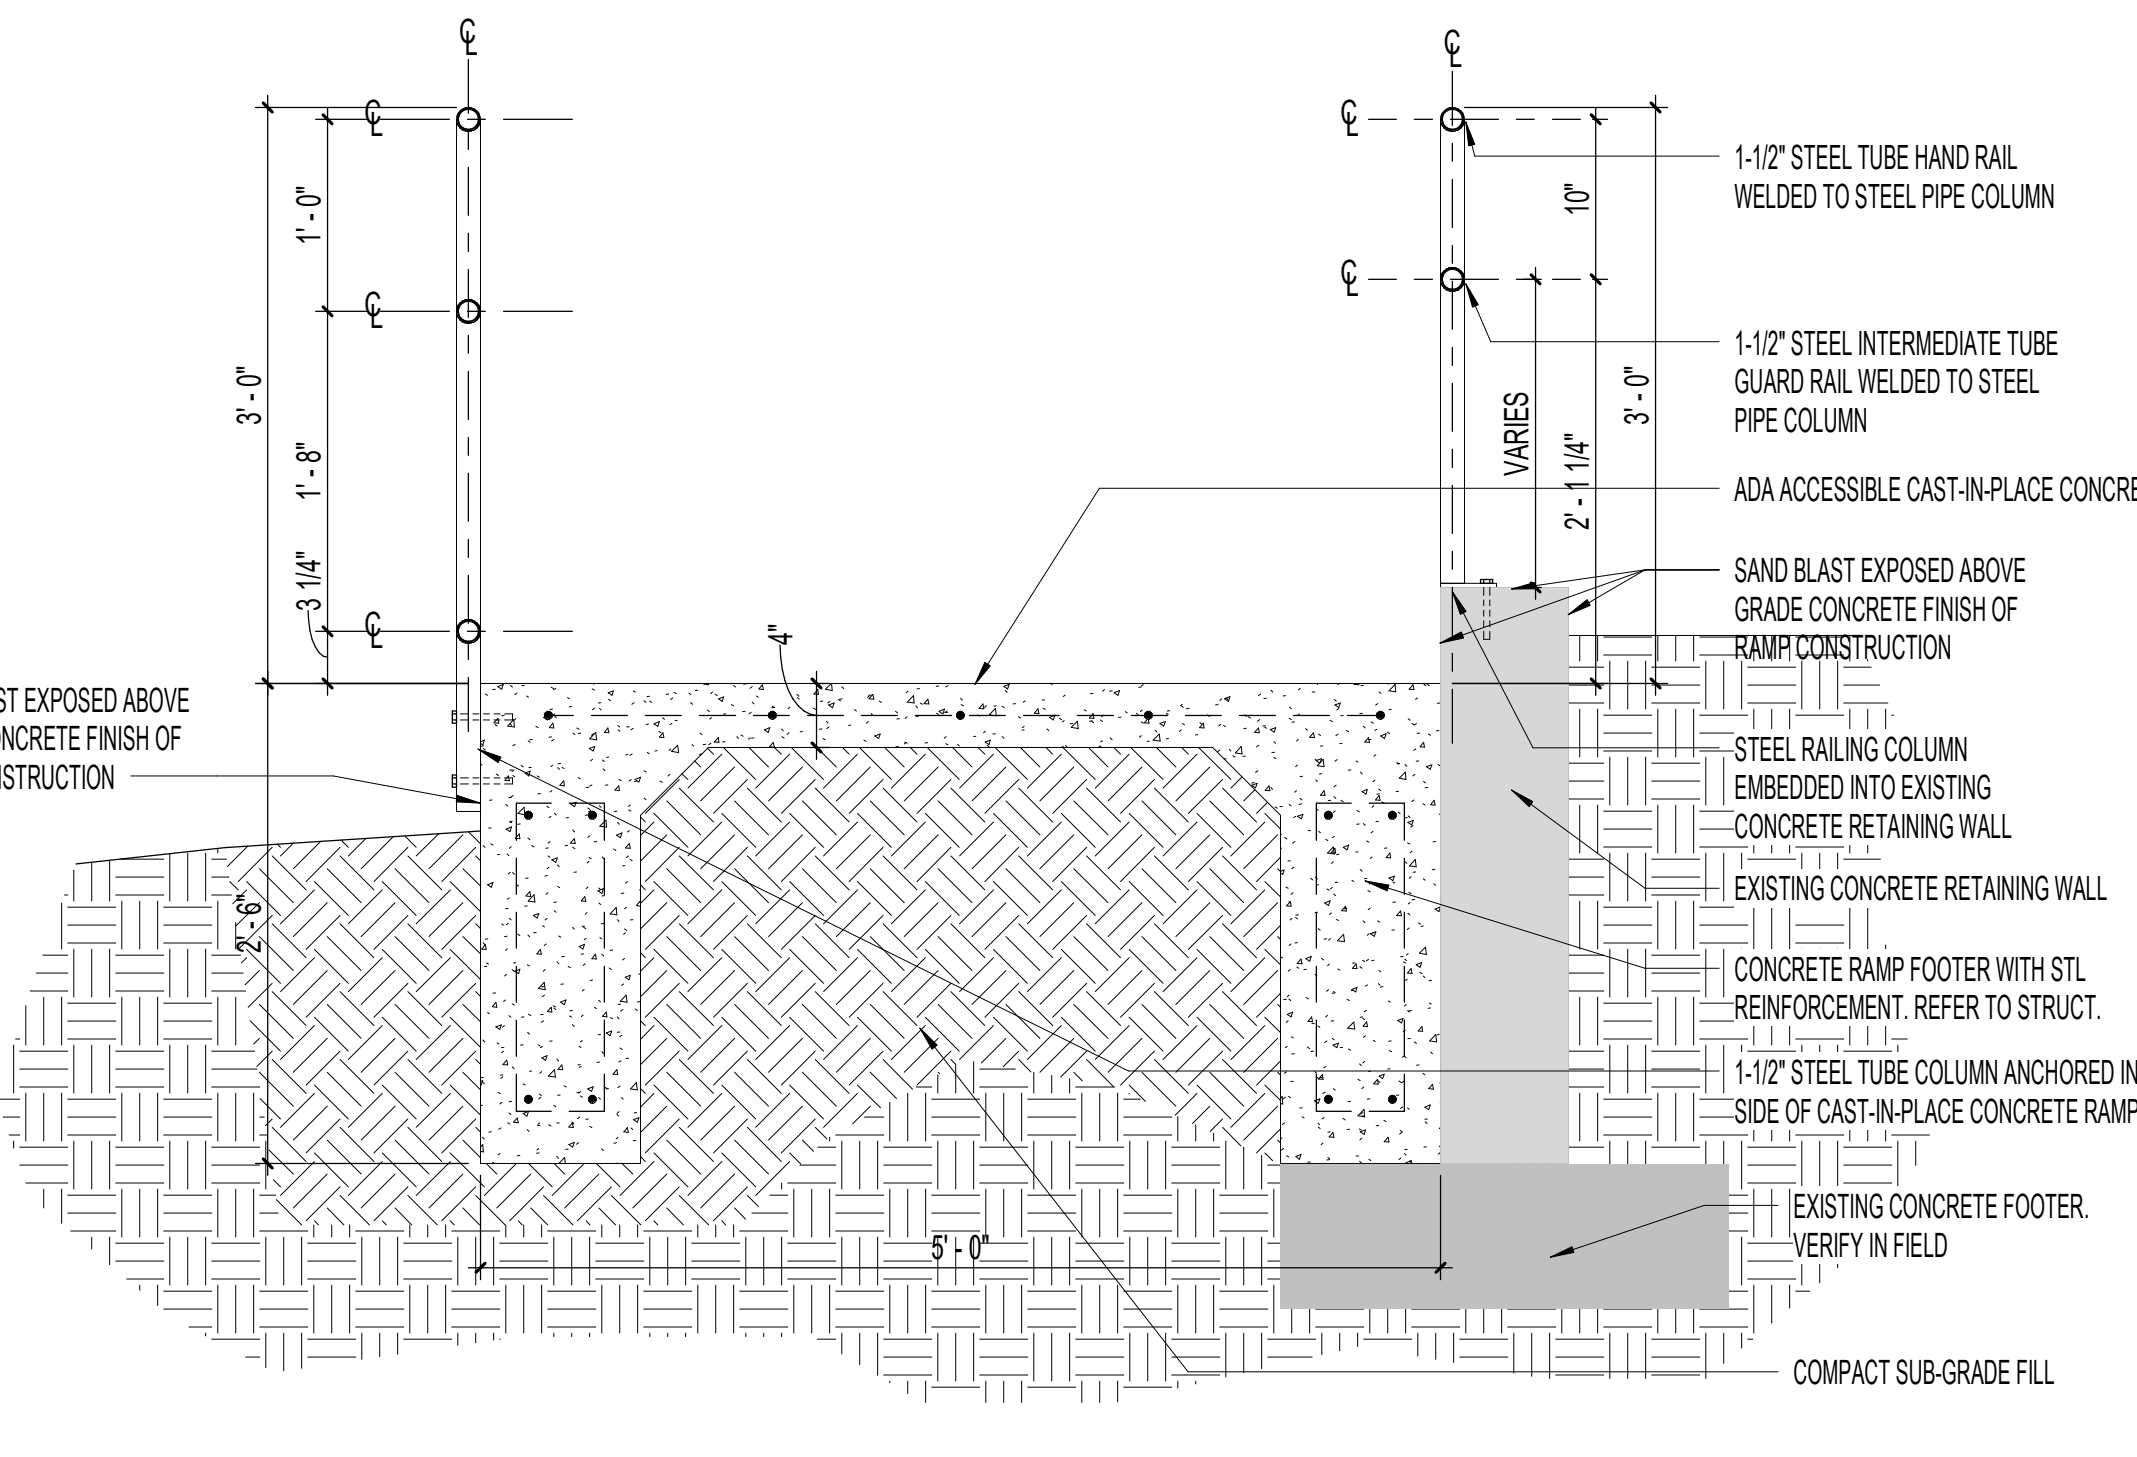 ℄
℄
℄
℄
1' - 0"
10"
1-1/2" STEEL TUBE HAND RAIL
WELDED TO STEEL PIPE COLUMN
℄
℄
3' - 0"
1' - 8"
3 1/4"
℄
VARIES
2' - 1 1/4"
3' - 0"
1-1/2" STEEL INTERMEDIATE TUBE
GUARD RAIL WELDED TO STEEL
PIPE COLUMN
ADA ACCESSIBLE CAST-IN-PLACE CONCRE
SAND BLAST EXPOSED ABOVE
GRADE CONCRETE FINISH OF
RAMP CONSTRUCTION
4"
ST EXPOSED ABOVE
ONCRETE FINISH OF
NSTRUCTION
STEEL RAILING COLUMN
EMBEDDED INTO EXISTING
CONCRETE RETAINING WALL
2' - 6"
EXISTING CONCRETE RETAINING WALL
CONCRETE RAMP FOOTER WITH STL
REINFORCEMENT. REFER TO STRUCT.
1-1/2" STEEL TUBE COLUMN ANCHORED IN
SIDE OF CAST-IN-PLACE CONCRETE RAMP
5' - 0"
EXISTING CONCRETE FOOTER.
VERIFY IN FIELD
COMPACT SUB-GRADE FILL